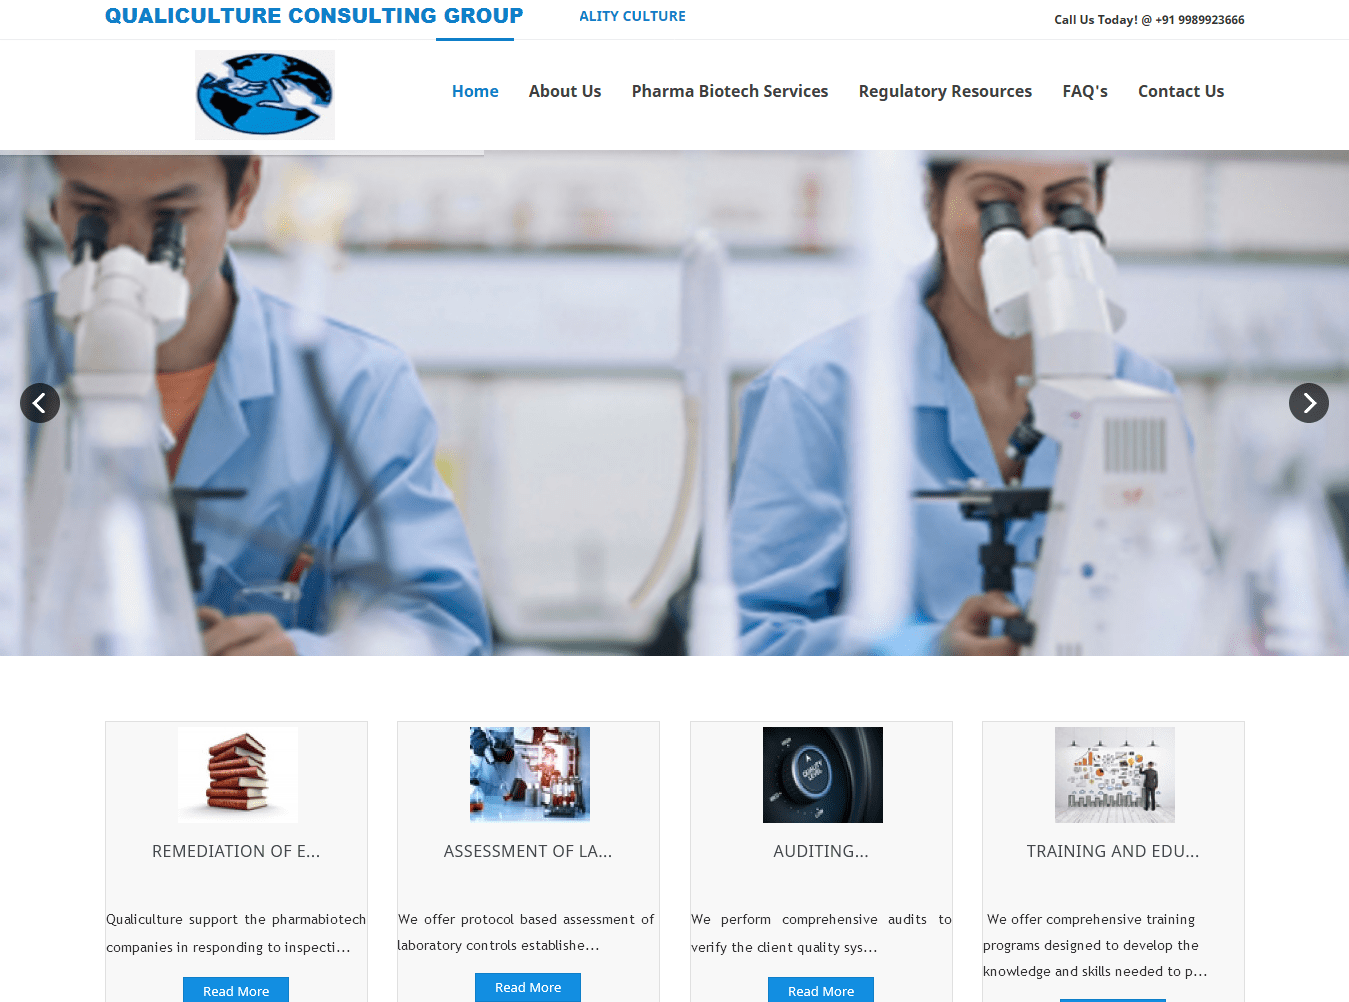 QUALICULTURE CONSULTING GROUP
ALITY CULTURE
Call Us Today! @ +91 9989923666
Home
About Us
Pharma Biotech Services
Regulatory Resources
FAQ's
Contact Us
QUALITY
LEVEL
REMEDIATION OF E...
ASSESSMENT OF LA...
AUDITING...
TRAINING AND EDU...
Qualiculture support the pharmabiotech
companies in responding to inspecti...
We offer protocol based assessment of
laboratory controls establishe...
We perform comprehensive audits to
verify the client quality sys...
We offer comprehensive training
programs designed to develop the
knowledge and skills needed to p...
Read More
Read More
Read More